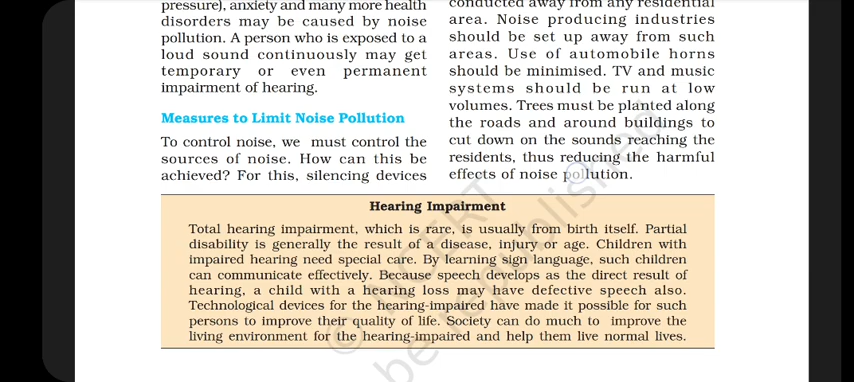 pressure), anxiety and many more health
disorders may be caused by noise
pollution. A person who is exposed to a
loud sound continuously may get
temporary or even permanent
impairment of hearing.
Measures to Limit Noise Pollution
To control noise, we must control the
sources of noise. How can this be
achieved? For this, silencing devices
conducted away from any residential
area. Noise producing industries
should be set up away from such
areas. Use of automobile horns
should be minimised. TV and music
systems should be run at low
volumes. Trees must be planted along
the roads and around buildings to
cut down on the sounds reaching the
residents, thus reducing the harmful
effects of noise pollution.
Hearing Impairment
Total hearing impairment, which is rare, is usually from birth itself. Partial
disability is generally the result of a disease, injury or age. Children with
impaired hearing need special care. By learning sign language, such children
can communicate effectively. Because speech develops as the direct result of
hearing, a child with a hearing loss may have defective speech also.
Technological devices for the hearing-impaired have made it possible for such
persons to improve their quality of life. Society can do much to improve the
living environment for the hearing-impaired and help them live normal lives.
© NCERT
be republished